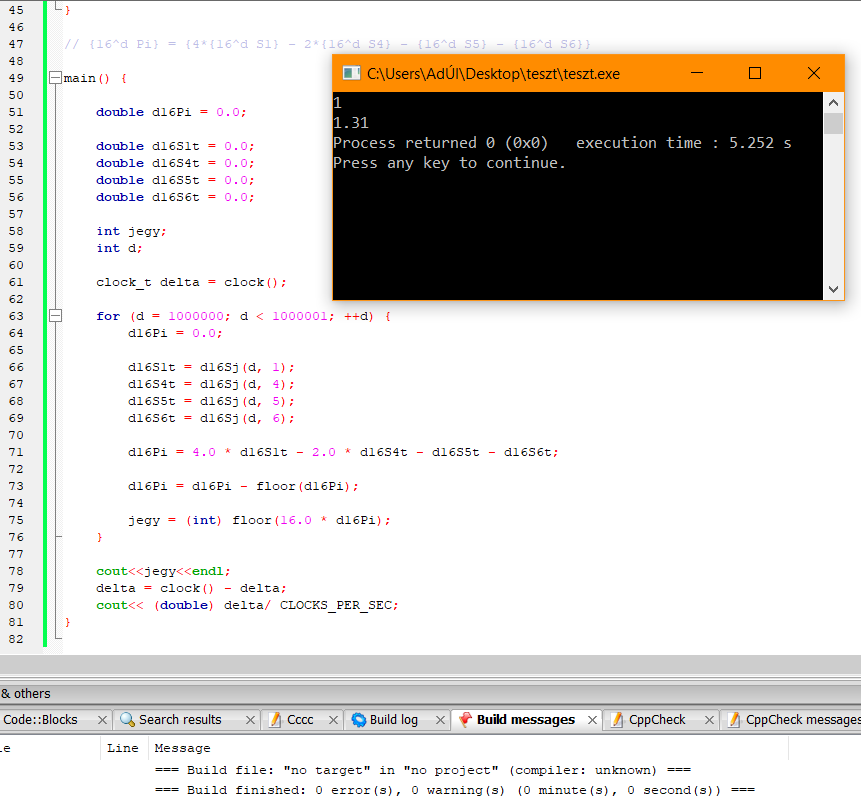 45 }
46
47 // {16^d Pi} = {4*{16^d S1} - 2*{16^d S4} - {16^d S5} - {16^d S6}}
48
49 main() {
50
51 double d16Pi = 0.0;
52
53 double d16S1t = 0.0;
54 double d16S4t = 0.0;
55 double d16S5t = 0.0;
56 double d16S6t = 0.0;
57
58 int jegy;
59 int d;
60
61 clock_t delta = clock();
62
63 for (d = 1000000; d < 1000001; ++d) {
64 d16Pi = 0.0;
65
66 d16S1t = d16Sj(d, 1);
67 d16S4t = d16Sj(d, 4);
68 d16S5t = d16Sj(d, 5);
69 d16S6t = d16Sj(d, 6);
70
71 d16Pi = 4.0 * d16S1t - 2.0 * d16S4t - d16S5t - d16S6t;
72
73 d16Pi = d16Pi - floor(d16Pi);
74
75 jegy = (int) floor(16.0 * d16Pi);
76 }
77
78 cout<<jegy<<endl;
79 delta = clock() - delta;
80 cout<< (double) delta/ CLOCKS_PER_SEC;
81 }
82
C:\Users\AdÚl\Desktop\teszt\teszt.exe
1
1.31
Process returned 0 (0x0) execution time : 5.252 s
Press any key to continue.
& others
Code::Blocks Search results Cccc Build log Build messages CppCheck CppCheck messages
Line Message
=== Build file: "no target" in "no project" (compiler: unknown) ===
=== Build finished: 0 error(s), 0 warning(s) (0 minute(s), 0 second(s)) ===